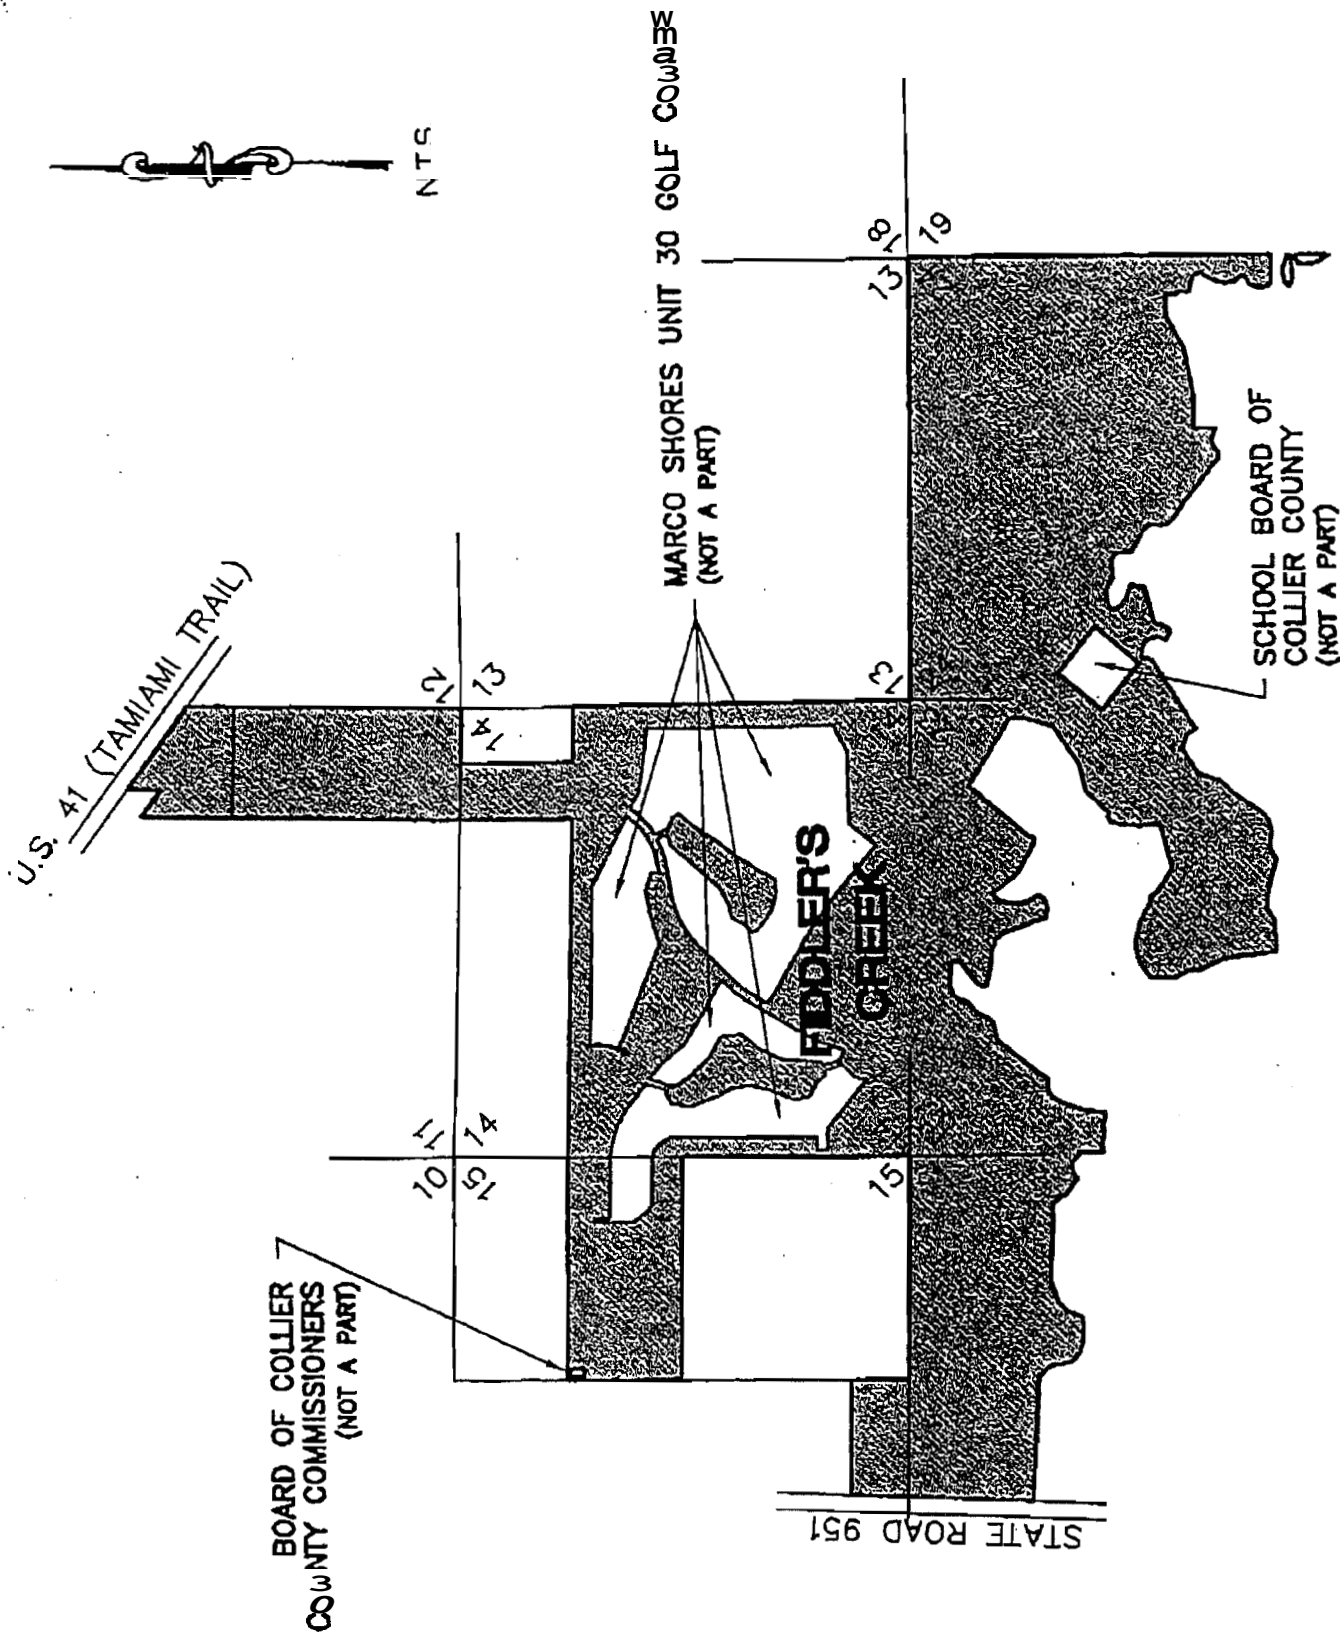 U.S. 41 (TAMIAMI TRAIL)
NTS
MARCO SHORES UNIT 30 GOLF
(NOT A PART)
12
13
14
18
13
19
13
11
14
10
15
15
FIDDLER'S
CREEK
BOARD OF COLLIER
COUNTY COMMISSIONERS
(NOT A PART)
SCHOOL BOARD OF
COLLIER COUNTY
(NOT A PART)
STATE ROAD 951